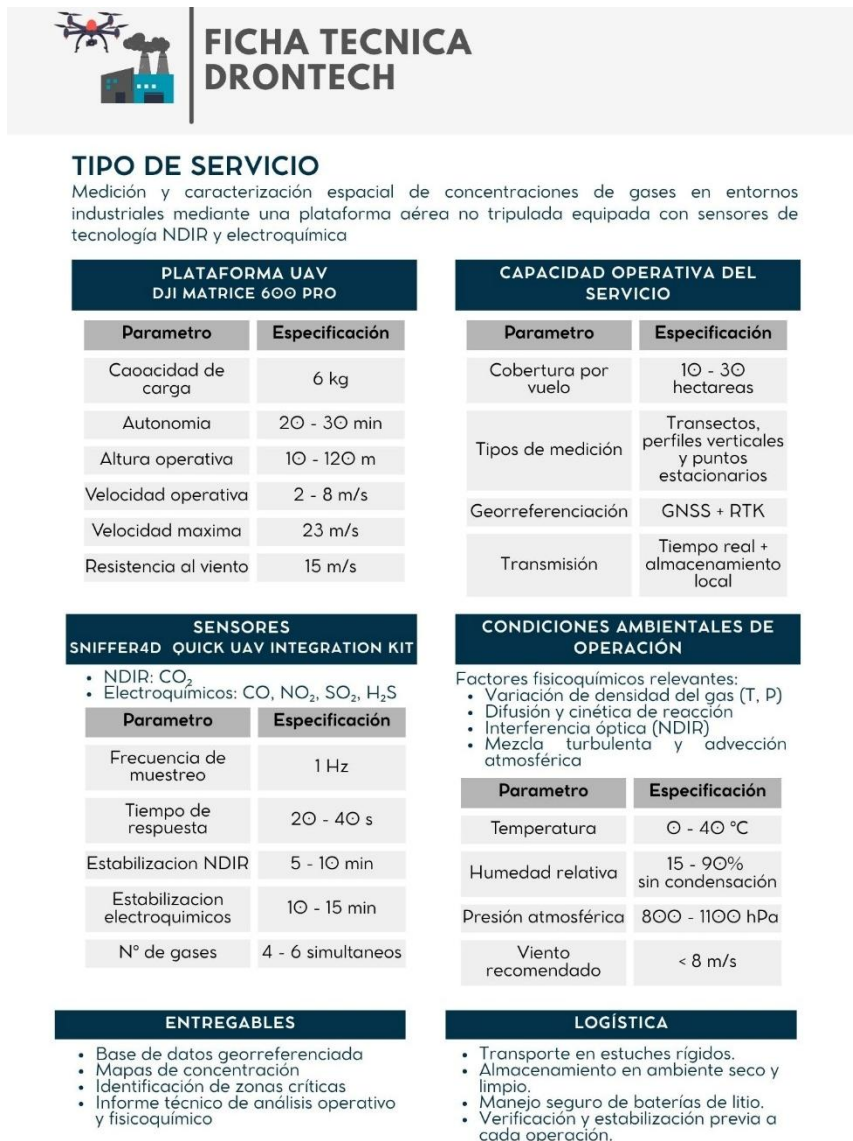 FICHA TECNICA
DRONTECH
TIPO DE SERVICIO
Medición y caracterización espacial de concentraciones de gases en entornos
industriales mediante una plataforma aérea no tripulada equipada con sensores de
tecnología NDIR y electroquímica
PLATAFORMA UAV
DJI MATRICE 600 PRO
Parametro Especificación
Caoacidad de
carga
6 kg
Autonomia 20 - 30 min
Altura operativa 10 - 120 m
Velocidad operativa 2 - 8 m/s
Velocidad maxima 23 m/s
Resistencia al viento 15 m/s
CAPACIDAD OPERATIVA DEL
SERVICIO
Parametro Especificación
Cobertura por
vuelo
10 - 30
hectareas
Tipos de medición
Transectos,
perfiles verticales
y puntos
estacionarios
Georreferenciación GNSS + RTK
Transmisión
Tiempo real +
almacenamiento
local
SENSORES
SNIFFER4D QUICK UAV INTEGRATION KIT
• NDIR: CO₂
• Electroquímicos: CO, NO₂, SO₂, H₂S
Parametro Especificación
Frecuencia de
muestreo
1 Hz
Tiempo de
respuesta
20 - 40 s
Estabilizacion NDIR 5 - 10 min
Estabilizacion
electroquimicos
10 - 15 min
N° de gases 4 - 6 simultaneos
CONDICIONES AMBIENTALES DE
OPERACIÓN
Factores fisicoquímicos relevantes:
• Variación de densidad del gas (T, P)
• Difusión y cinética de reacción
• Interferencia óptica (NDIR)
• Mezcla turbulenta y advección
atmosférica
Parametro Especificación
Temperatura 0 - 40 °C
Humedad relativa
15 - 90%
sin condensación
Presión atmosférica 800 - 1100 hPa
Viento
recomendado
< 8 m/s
ENTREGABLES
• Base de datos georreferenciada
• Mapas de concentración
• Identificación de zonas críticas
• Informe técnico de análisis operativo
y fisicoquímico
LOGÍSTICA
• Transporte en estuches rígidos.
• Almacenamiento en ambiente seco y
limpio.
• Manejo seguro de baterías de litio.
• Verificación y estabilización previa a
cada operación.